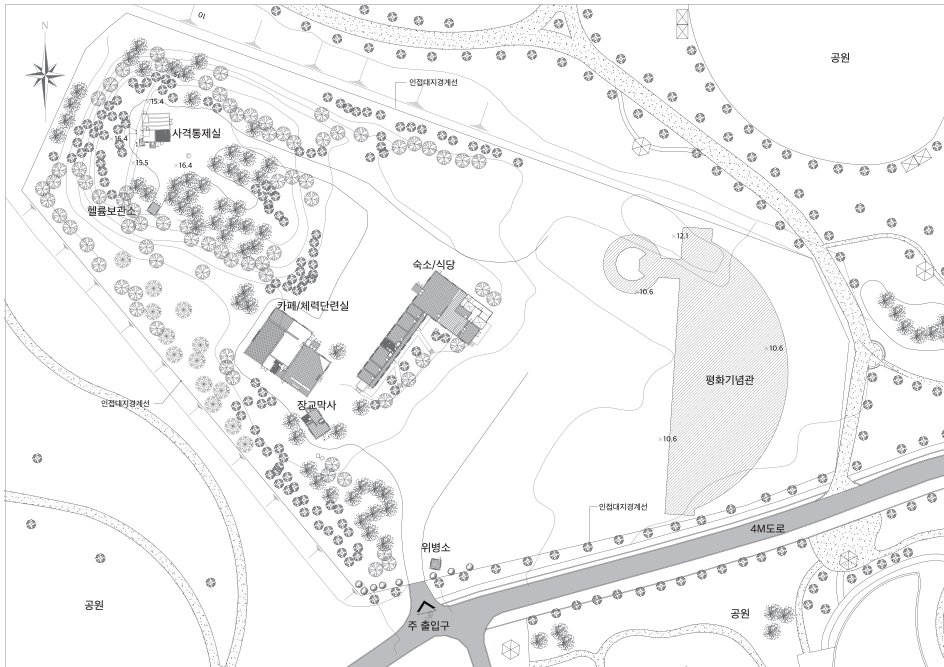 N
10
공원
인접대지경계선
15.4
사격통제실
16.4
15.5
×16.4
헬륨보관소
×12.1
숙소/식당
×10.6
카페/체력단련실
×10.6
평화기념관
인접대지경계선
장교막사
×10.6
인접대지경계선
4M도로
위병소
공원
공원
주 출입구